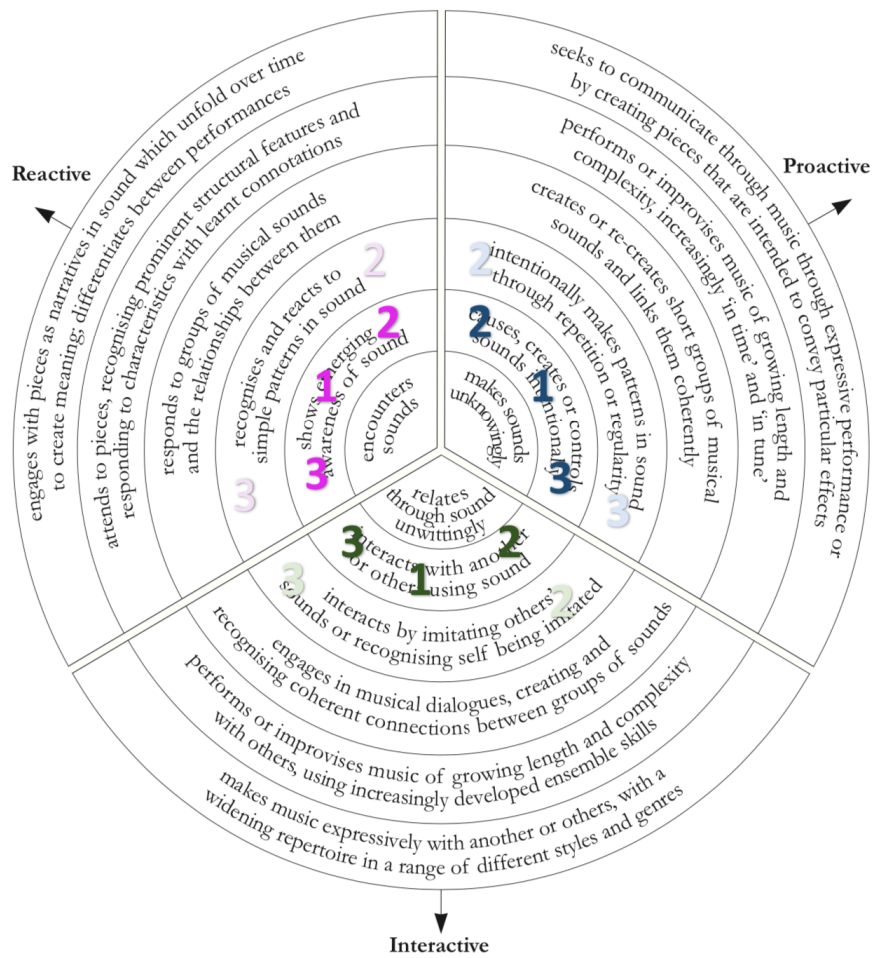 Reactive
engages with pieces as narratives in sound which unfold over time
to create meaning; differentiates between performances
attends to pieces, recognising prominent structural features and
responding to characteristics with learnt connotations
responds to groups of musical sounds
and the relationships between them
recognises and reacts to
simple patterns in sound
shows emerging
awareness of sound
encounters
sounds
2
2
1
3
3
Proactive
seeks to communicate through music through expressive performance or
by creating pieces that are intended to convey particular effects
performs or improvises music of growing length and
complexity, increasingly ‘in time’ and ‘in tune’
creates or re-creates short groups of musical
sounds and links them coherently
intentionally makes patterns in sound
through repetition or regularity
causes, creates or controls
sounds intentionally
makes sounds
unknowingly
2
2
1
3
3
relates
through sound
unwittingly
interacts with another
or others using sound
interacts by imitating others’
sounds or recognising self being imitated
engages in musical dialogues, creating and
recognising coherent connections between groups of sounds
performs or improvises music of growing length and complexity
with others, using increasingly developed ensemble skills
makes music expressively with another or others, with a
widening repertoire in a range of different styles and genres
3
2
1
3
2
Interactive